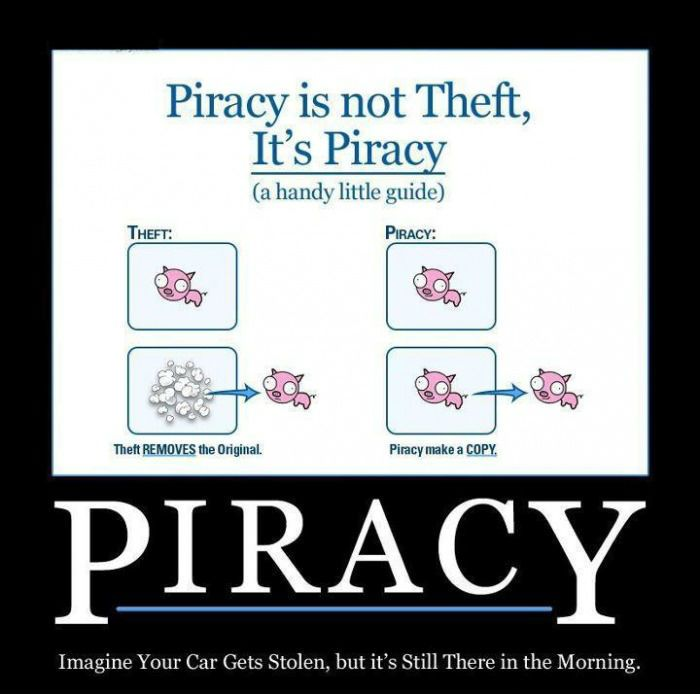 Piracy is not Theft,
It's Piracy
(a handy little guide)
THEFT:
PIRACY:
Theft REMOVES the Original.
Piracy make a COPY.
PIRACY
Imagine Your Car Gets Stolen, but it's Still There in the Morning.